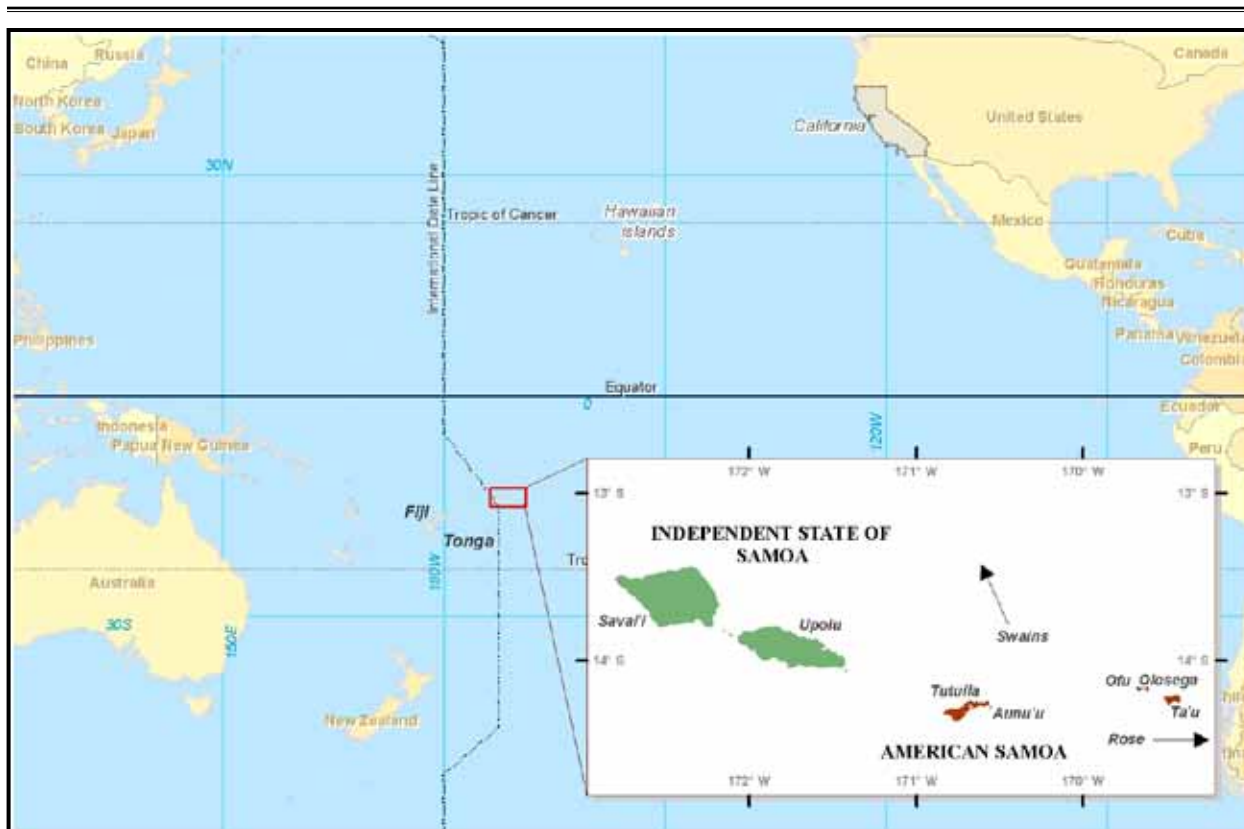 Russia
Canada
China
North Korea
South Korea
Japan
California
United States
30N
International Date Line
Tropic of Cancer
Hawaiian
islands
Mexico
Cuba
Guatemala
Honduras
Nicaragua
Philippines
Panama
Venezuela
Colombia
Equator
0
Indonesia
Papua New Guinea
120W
Ecuador
Peru
172° W
171° W
170° W
13° S
13° S
Fiji
Tonga
INDEPENDENT STATE OF
SAMOA
Tro
Australia
180W
Savai'i
Upolu
30S
150E
Swains
14° S
14° S
Ofu
Olosega
Tutuila
Aunu'u
Ta'u
New Zealand
Rose
AMERICAN SAMOA
172° W
171° W
170° W